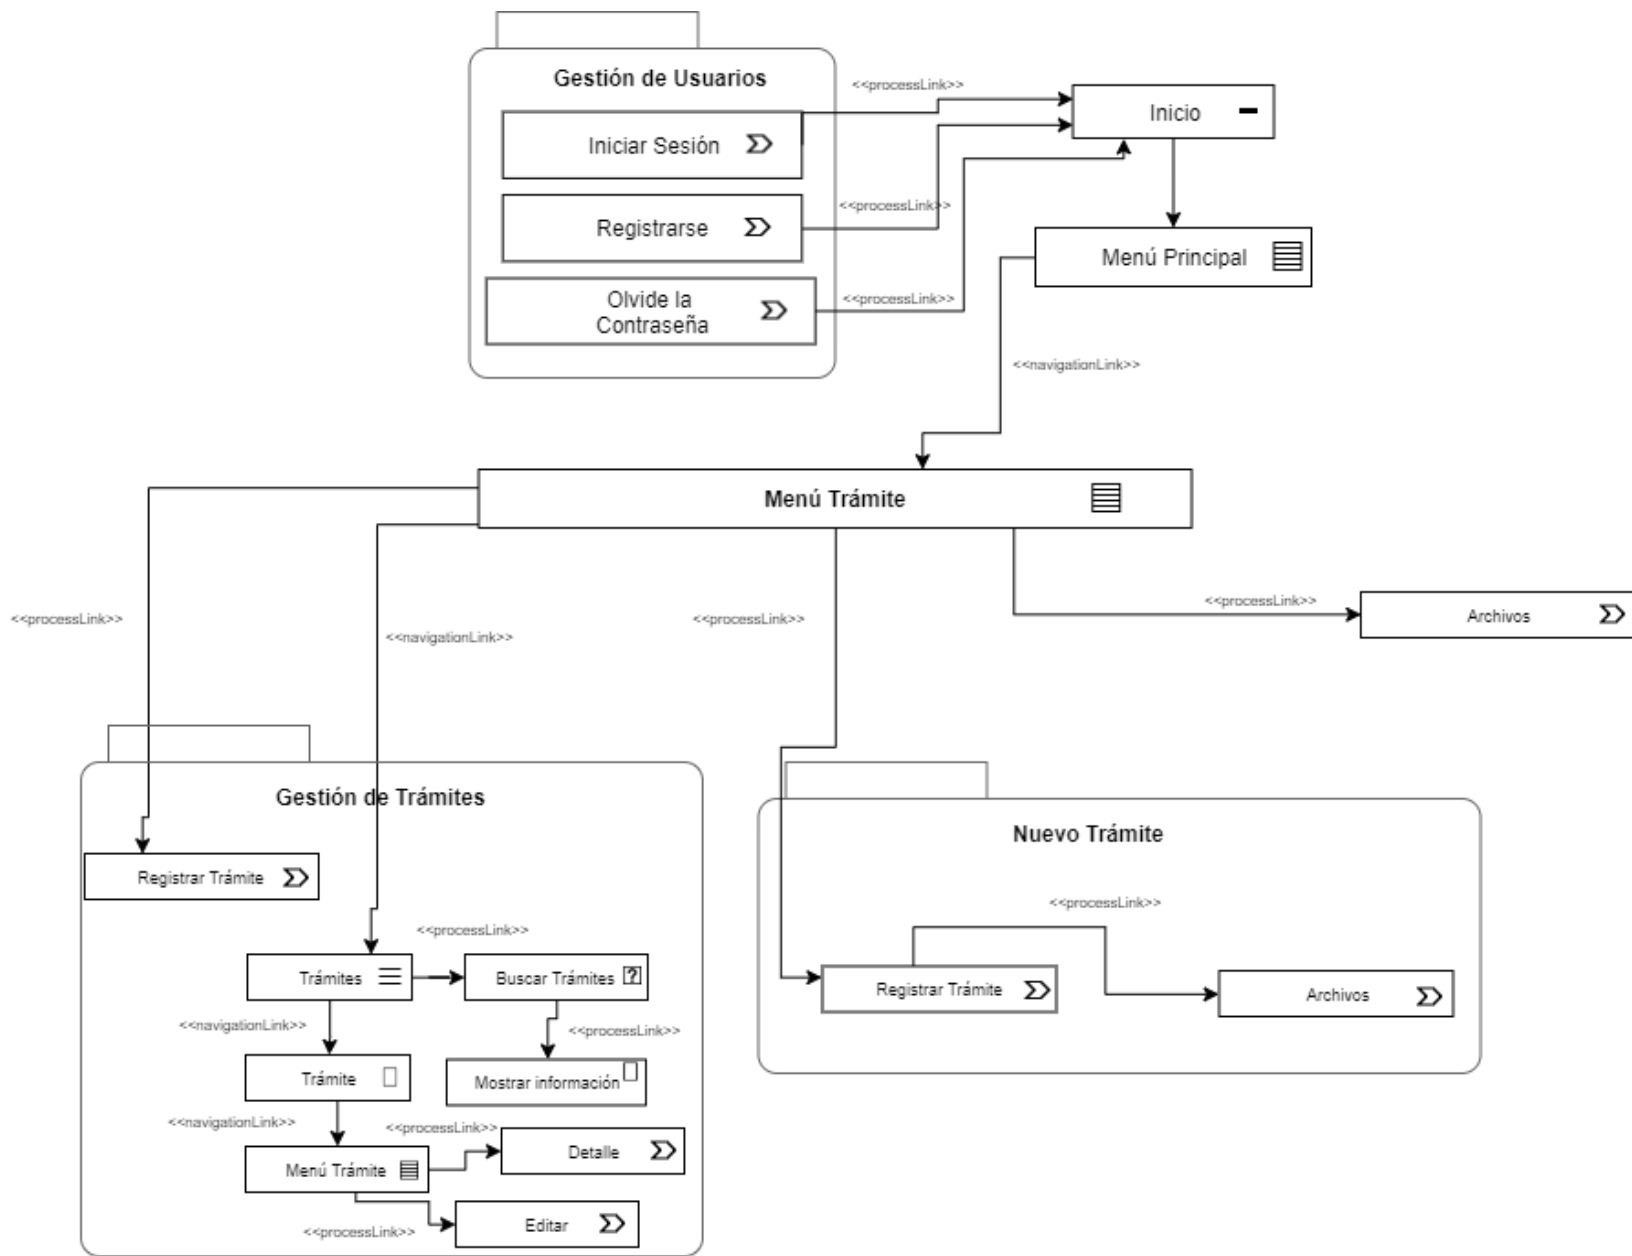 Gestión de Usuarios
<<processLink>>
Inicio
Iniciar Sesión
<<processLink>>
Registrarse
Menú Principal
<<processLink>>
Olvide la
Contraseña
<<navigationLink>>
Menú Trámite
<<processLink>>
<<navigationLink>>
<<processLink>>
<<processLink>>
Archivos
Gestión de Trámites
Registrar Trámite
<<processLink>>
Trámites
Buscar Trámites ?
<<navigationLink>>
<<processLink>>
Trámite
Mostrar información
<<navigationLink>>
<<processLink>>
Menú Trámite
Detalle
<<processLink>>
Editar
Nuevo Trámite
<<processLink>>
Registrar Trámite
Archivos